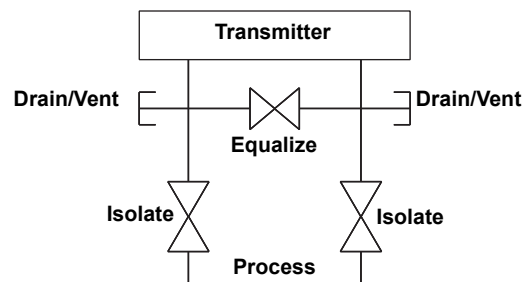 Transmitter
Drain/Vent
Drain/Vent
Equalize
Isolate
Isolate
Process